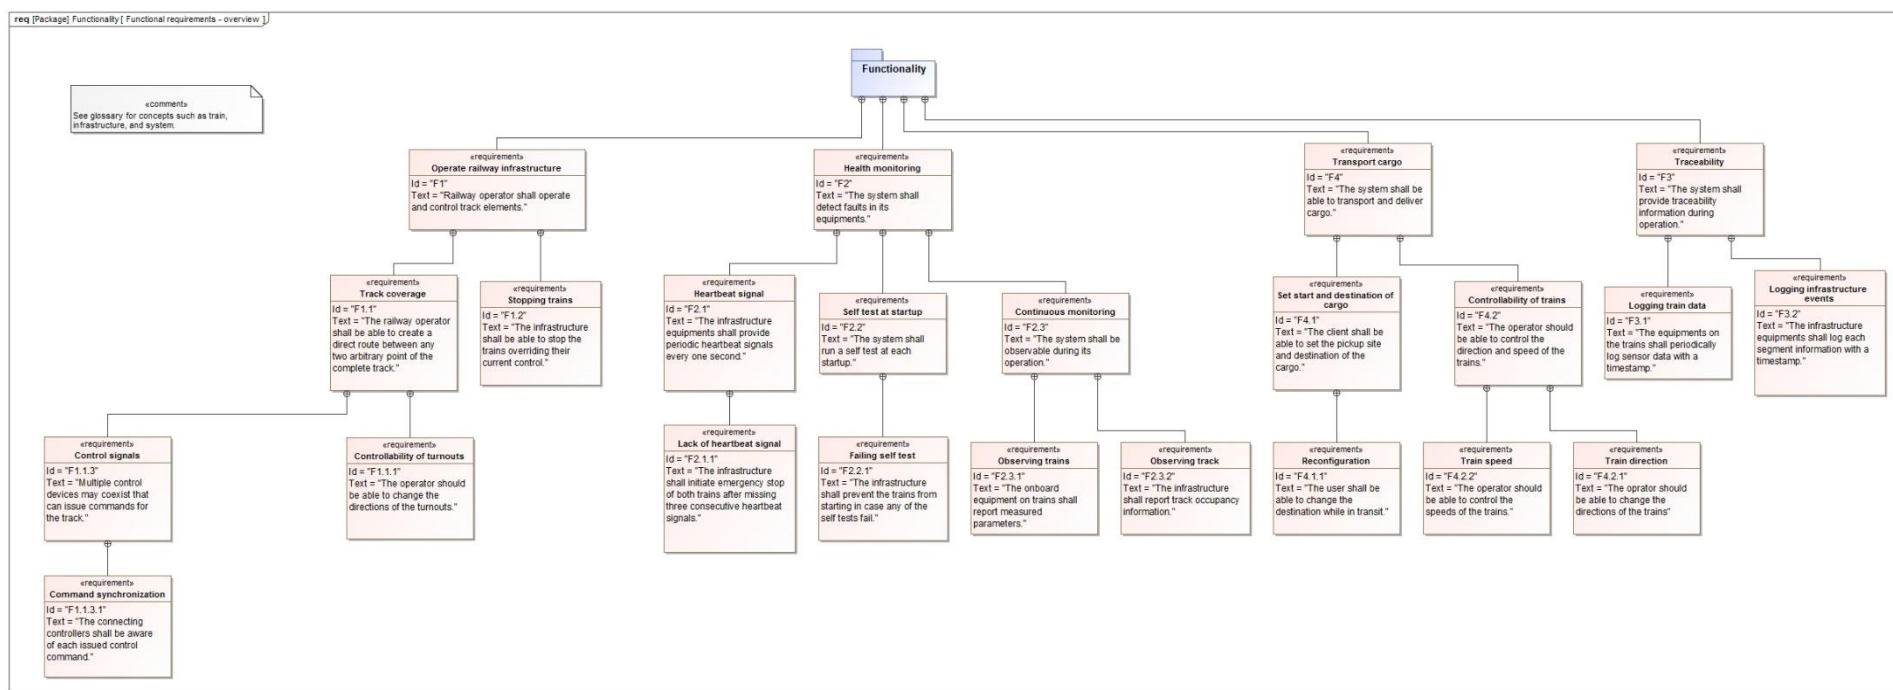 req [Package] Functionality [ Functional requirements - overview ]
Functionality
«comment»
See glossary for concepts such as train,
infrastructure, and system.
«requirement»
Operate railway infrastructure
Id = "F1"
Text = "Railway operator shall operate
and control track elements."
«requirement»
Health monitoring
Id = "F2"
Text = "The system shall
detect faults in its
equipments."
«requirement»
Transport cargo
Id = "F4"
Text = "The system shall be
able to transport and deliver
cargo."
«requirement»
Traceability
Id = "F3"
Text = "The system shall
provide traceability
information during
operation."
«requirement»
Track coverage
Id = "F1.1"
Text = "The railway operator
shall be able to create a
direct route between any
two arbitrary point of the
complete track."
«requirement»
Stopping trains
Id = "F1.2"
Text = "The infrastructure
shall be able to stop the
trains overriding their
current control."
«requirement»
Heartbeat signal
Id = "F2.1"
Text = "The infrastructure
equipments shall provide
periodic heartbeat signals
every one second."
«requirement»
Self test at startup
Id = "F2.2"
Text = "The system shall
run a self test at each
startup."
«requirement»
Continuous monitoring
Id = "F2.3"
Text = "The system shall be
observable during its
operation."
«requirement»
Set start and destination of
cargo
Id = "F4.1"
Text = "The client shall be
able to set the pickup site
and destination of the
cargo."
«requirement»
Controllability of trains
Id = "F4.2"
Text = "The operator should
be able to control the
direction and speed of the
trains."
«requirement»
Logging train data
Id = "F3.1"
Text = "The equipments on
the trains shall periodically
log sensor data with a
timestamp."
«requirement»
Logging infrastructure
events
Id = "F3.2"
Text = "The infrastructure
equipments shall log each
segment information with a
timestamp."
«requirement»
Control signals
Id = "F1.1.3"
Text = "Multiple control
devices may coexist that
can issue commands for
the track."
«requirement»
Controllability of turnouts
Id = "F1.1.1"
Text = "The operator should
be able to change the
directions of the turnouts."
«requirement»
Lack of heartbeat signal
Id = "F2.1.1"
Text = "The infrastructure
shall initiate emergency stop
of both trains after missing
three consecutive heartbeat
signals."
«requirement»
Failing self test
Id = "F2.2.1"
Text = "The infrastructure
shall prevent the trains from
starting in case any of the
self tests fail."
«requirement»
Observing trains
Id = "F2.3.1"
Text = "The onboard
equipment on trains shall
report measured
parameters."
«requirement»
Observing track
Id = "F2.3.2"
Text = "The infrastructure
shall report track occupancy
information."
«requirement»
Reconfiguration
Id = "F4.1.1"
Text = "The user shall be
able to change the
destination while in transit."
«requirement»
Train speed
Id = "F4.2.2"
Text = "The operator should
be able to control the
speeds of the trains."
«requirement»
Train direction
Id = "F4.2.1"
Text = "The oprator should
be able to change the
directions of the trains"
«requirement»
Command synchronization
Id = "F1.1.3.1"
Text = "The connecting
controllers shall be aware
of each issued control
command."